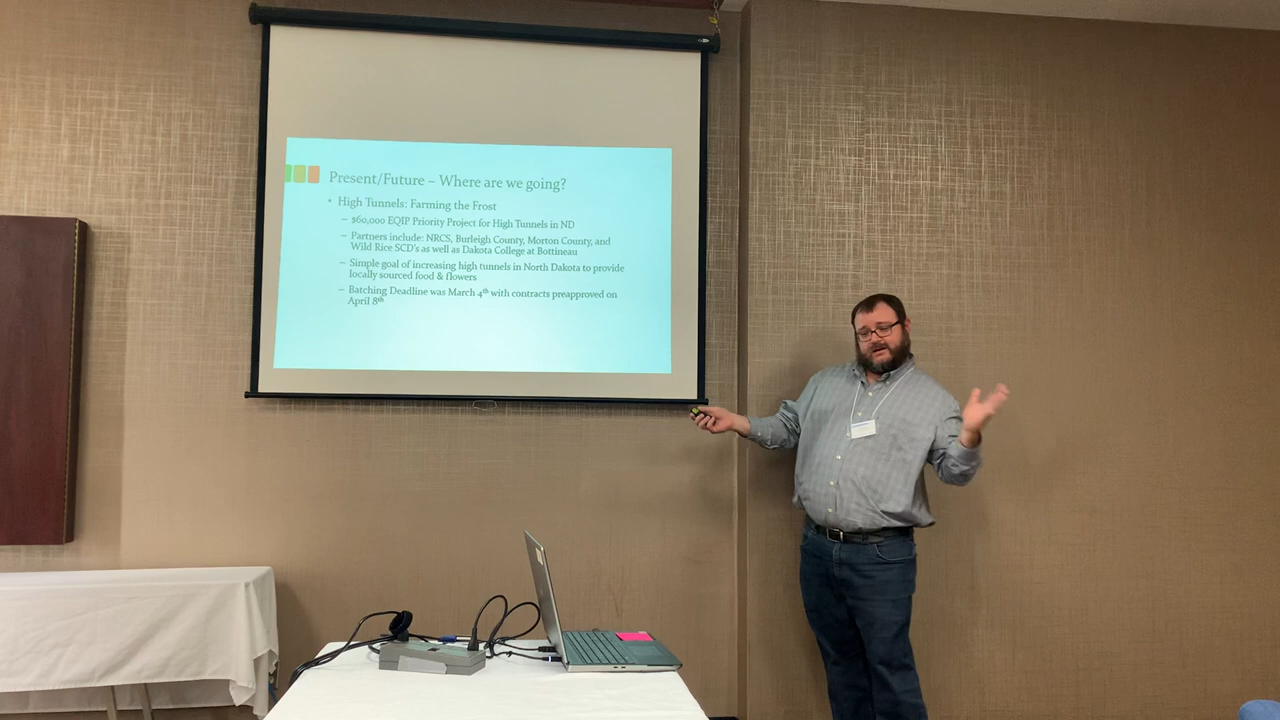 Present/Future – Where are we going?
• High Tunnels: Farming the Frost
– $60,000 EQIP Priority Project for High Tunnels in ND
– Partners include: NRCS, Burleigh County, Morton County, and
Wild Rice SCD's as well as Dakota College at Bottineau
– Simple goal of increasing high tunnels in North Dakota to provide
locally sourced food & flowers
– Batching Deadline was March 4th with contracts preapproved on
April 8th